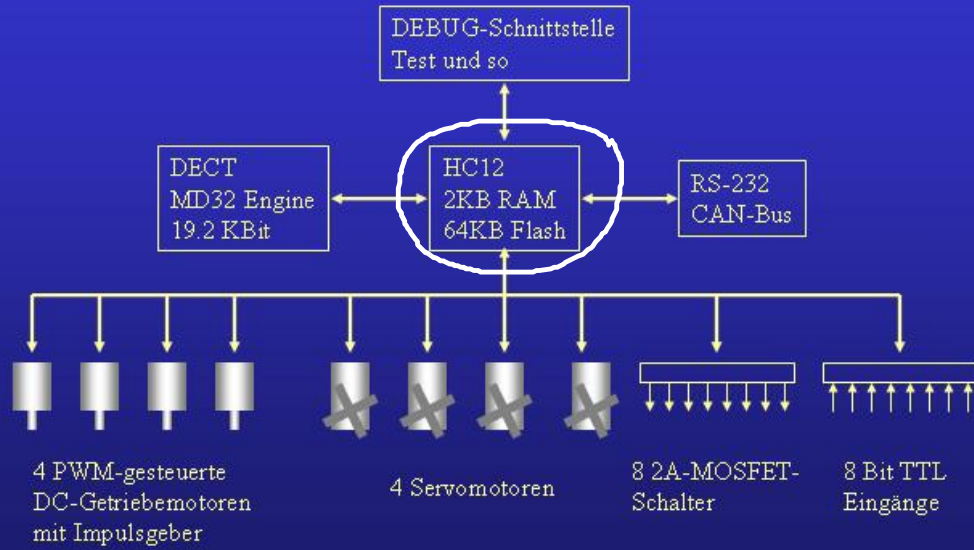 DEBUG-Schnittstelle
Test und so
DECT
MD32 Engine
19.2 KBit
HC12
2KB RAM
64KB Flash
RS-232
CAN-Bus
4 PWM-gesteuerte
DC-Getriebemotoren
mit Impulsgeber
4 Servomotoren
8 2A-MOSFET-
Schalter
8 Bit TTL
Eingänge